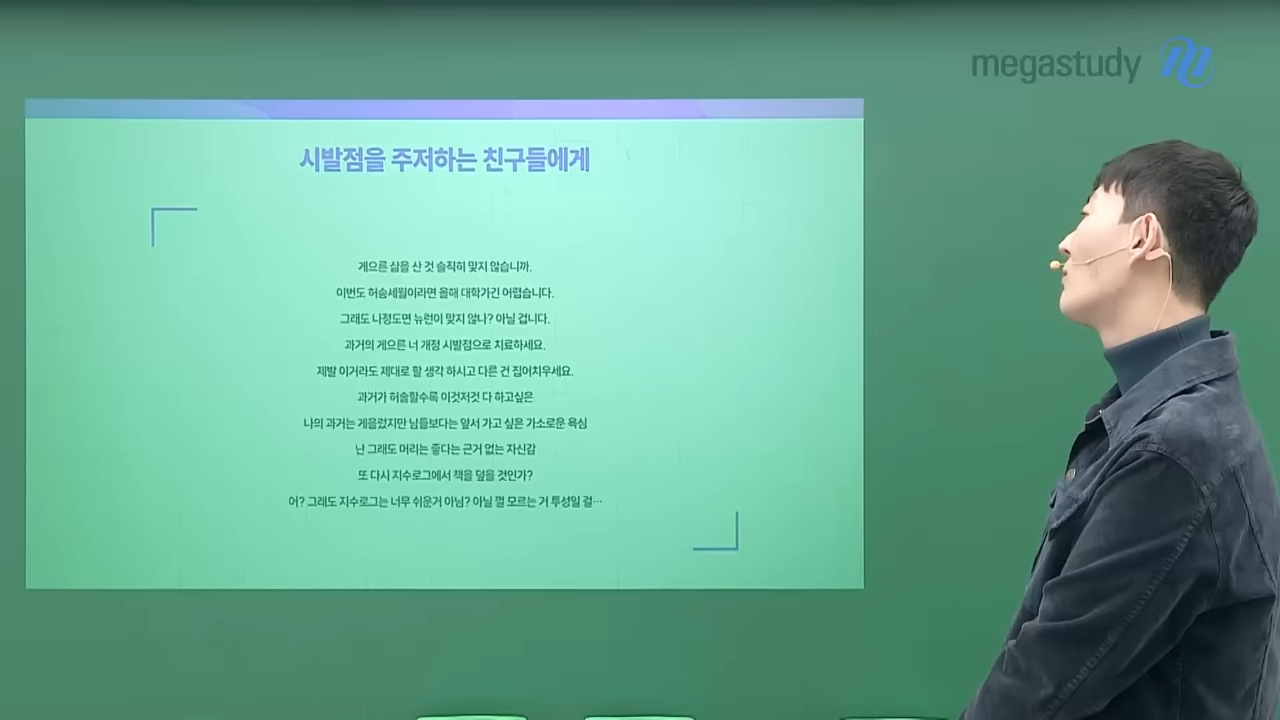 megastudy
시발점을 주저하는 친구들에게
게으른 삶을 산 것 솔직히 맞지 않습니까.
이번도 허송세월이라면 올해 대학가긴 어렵습니다.
그래도 나정도면 뉴런이 맞지 않나? 아닐 겁니다.
과거의 게으른 너 개정 시발점으로 치료하세요.
제발 이거라도 제대로 할 생각 하시고 다른 건 집어치우세요.
과거가 허술할수록 이것저것 다 하고싶은
나의 과거는 게을렀지만 남들보다는 앞서 가고 싶은 가소로운 욕심
난 그래도 머리는 좋다는 근거 없는 자신감
또 다시 지수로그에서 책을 덮을 것인가?
어? 그래도 지수로그는 너무 쉬운거 아님? 아닐 껄 모르는 거 투성일 걸…